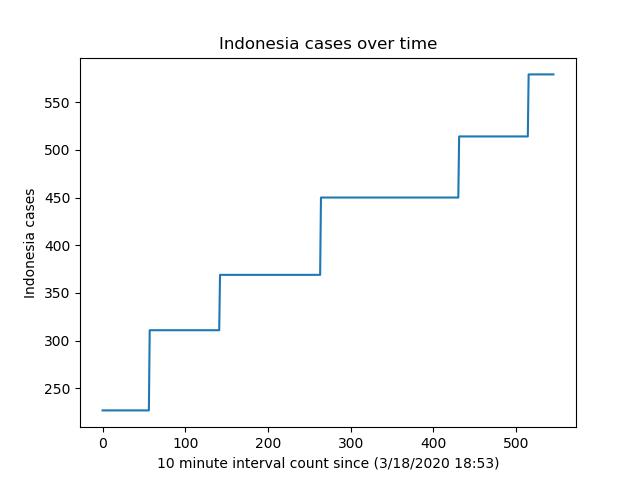 Indonesia cases over time
Indonesia cases
550
500
450
400
350
300
250
0 100 200 300 400 500
10 minute interval count since (3/18/2020 18:53)